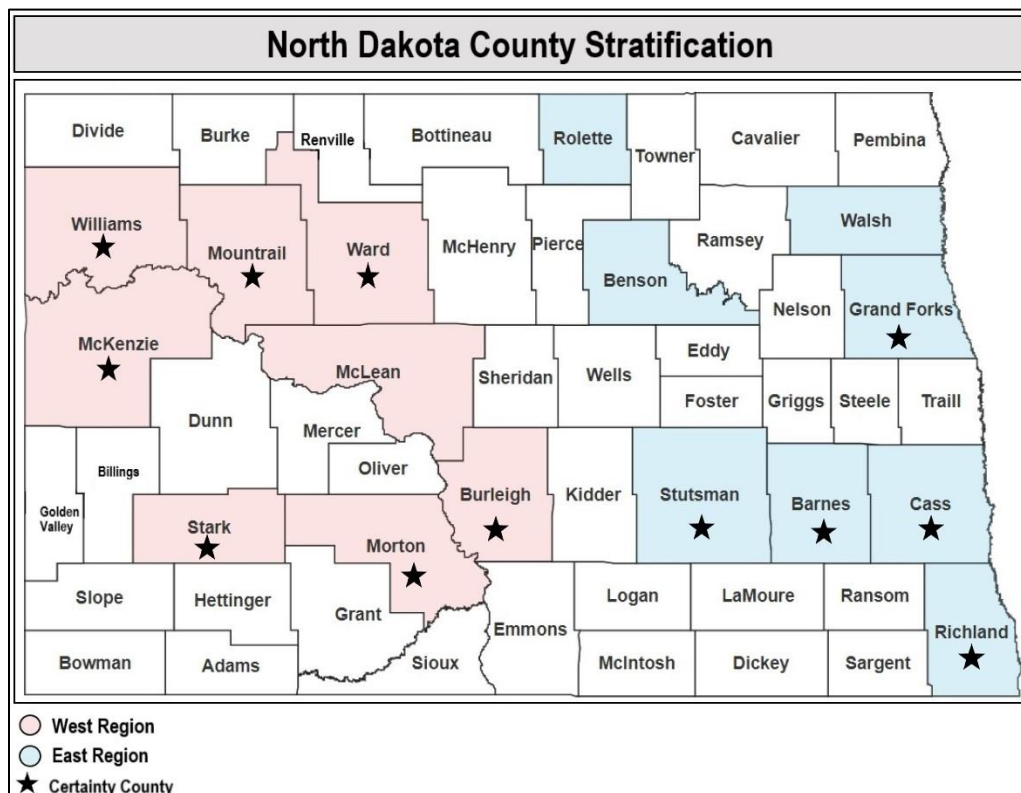 North Dakota County Stratification
Divide
Burke
Renville
Bottineau
Rolette
Towner
Cavalier
Pembina
Williams
Mountrail
Ward
McHenry
Pierce
Benson
Ramsey
Walsh
Nelson
Grand Forks
McKenzie
McLean
Sheridan
Wells
Eddy
Foster
Griggs
Steele
Traill
Dunn
Mercer
Oliver
Billings
Golden
Valley
Stark
Morton
Burleigh
Kidder
Stutsman
Barnes
Cass
Slope
Hettinger
Grant
Emmons
Logan
LaMoure
Ransom
Richland
Bowman
Adams
Sioux
McIntosh
Dickey
Sargent
West Region
East Region
Certainty County